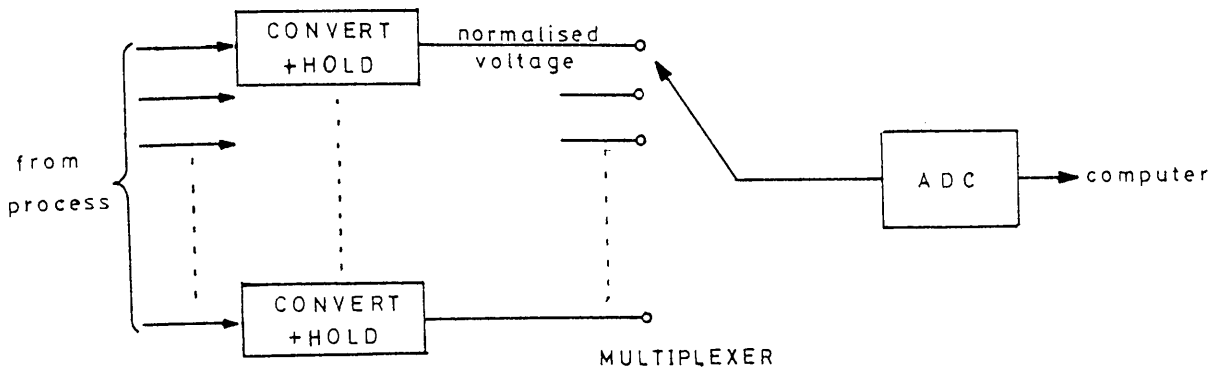 CONVERT
+HOLD
normalised
voltage
from
process
ADC
computer
CONVERT
+HOLD
MULTIPLEXER